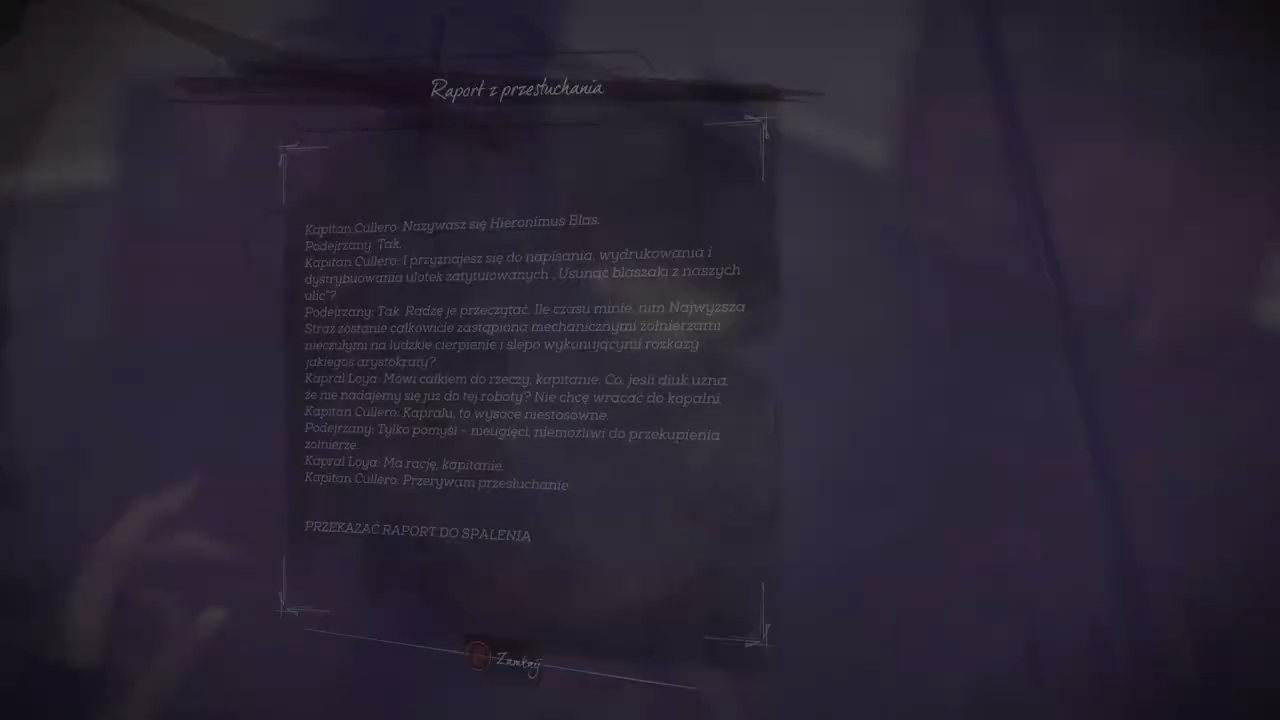 Raport z przesłuchania
Kapitan Cullero: Nazywasz się Hieronimus Blas.
Podejrzany: Tak.
Kapitan Cullero: I przyznajesz się do napisania, wydrukowania i
dystrybuowania ulotek zatytułowanych „Usunąć blaszaki z naszych
ulic"?
Podejrzany: Tak. Radzę je przeczytać. Ile czasu minie, nim Najwyższa
Straż zostanie całkowicie zastąpiona mechanicznymi żołnierzami
nieczułymi na ludzkie cierpienie i ślepo wykonującymi rozkazy
jakiegoś arystokraty?
Kapral Loya: Mówi całkiem do rzeczy, kapitanie. Co, jeśli diuk uzna,
że nie nadajemy się już do tej roboty? Nie chcę wracać do kopalni.
Kapitan Cullero: Kapralu, to wysoce niestosowne.
Podejrzany: Tylko pomyśl - nieugięci, niemożliwi do przekupienia
żołnierze.
Kapral Loya: Ma rację, kapitanie.
Kapitan Cullero: Przerywam przesłuchanie.
PRZEKAZAĆ RAPORT DO SPALENIA
Zamknij